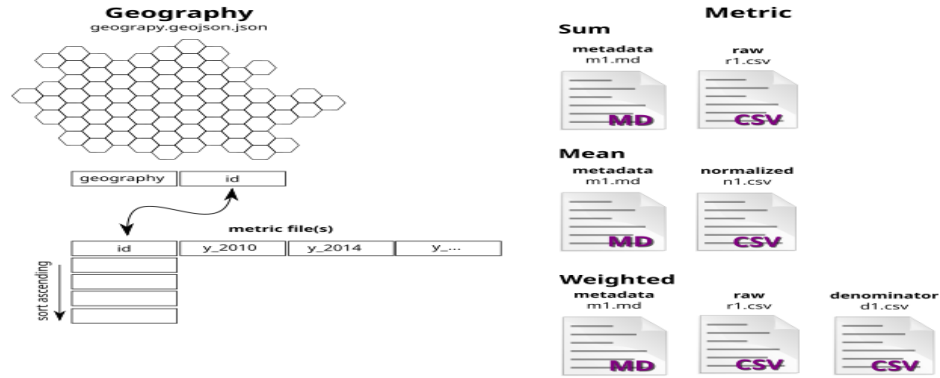 Geography
geograpy.geojson.json
geography
id
metric file(s)
id
y_2010
y_2014
y_...
sort ascending
Metric
Sum
metadata
m1.md
MD
raw
r1.csv
CSV
Mean
metadata
m1.md
MD
normalized
n1.csv
CSV
Weighted
metadata
m1.md
MD
raw
r1.csv
CSV
denominator
d1.csv
CSV